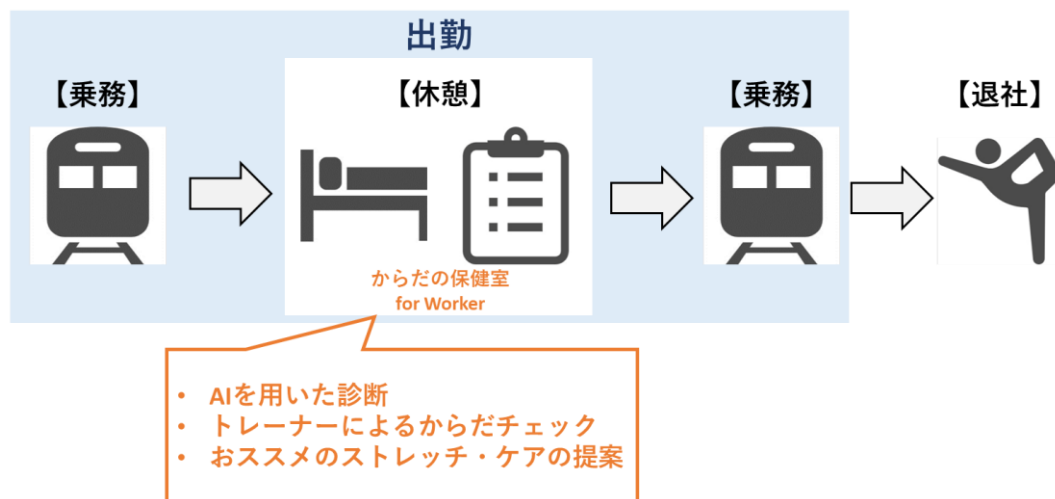 出勤
【乗務】
【休憩】
【乗務】
【退社】
からだの保健室
for Worker
• AIを用いた診断
• トレーナーによるからだチェック
• おススメのストレッチ・ケアの提案